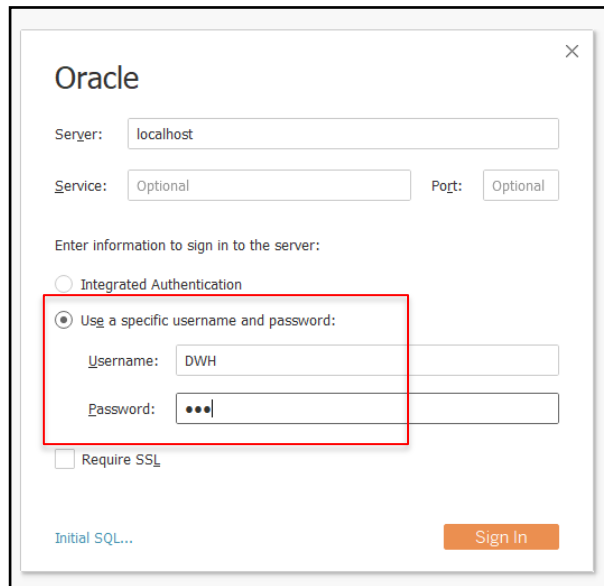 Oracle
Server: localhost
Service: Optional Port: Optional
Enter information to sign in to the server:
Integrated Authentication
Use a specific username and password:
Username: DWH
Password: •••
Require SSL
Initial SQL... Sign In